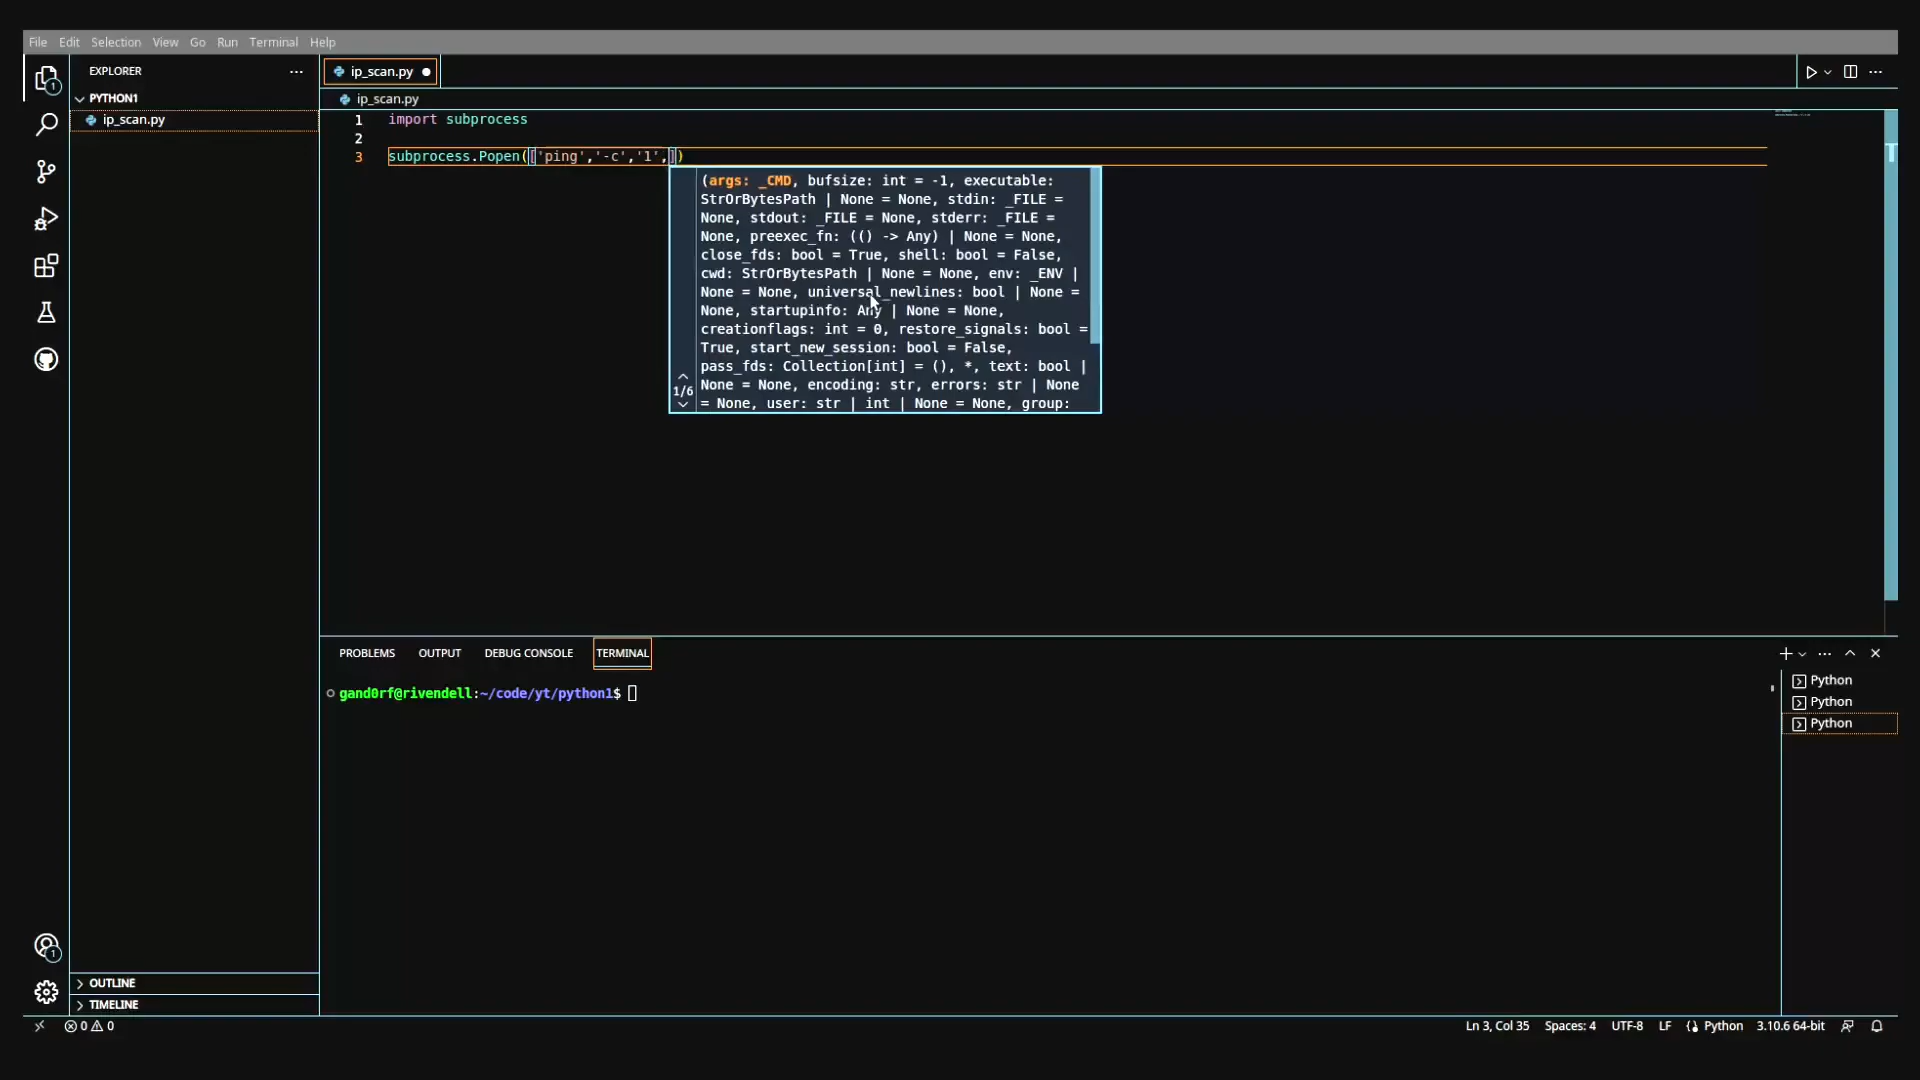 File Edit Selection View Go Run Terminal Help
EXPLORER
PYTHON1
ip_scan.py
1
ip_scan.py
ip_scan.py
1 import subprocess
2
3 subprocess.Popen(['ping','-c','1',])
(args: _CMD, bufsize: int = -1, executable:
StrOrBytesPath | None = None, stdin: _FILE =
None, stdout: _FILE = None, stderr: _FILE =
None, preexec_fn: (() -> Any) | None = None,
close_fds: bool = True, shell: bool = False,
cwd: StrOrBytesPath | None = None, env: _ENV |
None = None, universal_newlines: bool | None =
None, startupinfo: Any | None = None,
creationflags: int = 0, restore_signals: bool =
True, start_new_session: bool = False,
pass_fds: Collection[int] = (), *, text: bool |
None = None, encoding: str, errors: str | None
= None, user: str | int | None = None, group:
1/6
PROBLEMS OUTPUT DEBUG CONSOLE TERMINAL
gand0rf@rivendell:~/code/yt/python1$
Python
Python
Python
1
OUTLINE
TIMELINE
0 0
Ln 3, Col 35 Spaces: 4 UTF-8 LF Python 3.10.6 64-bit